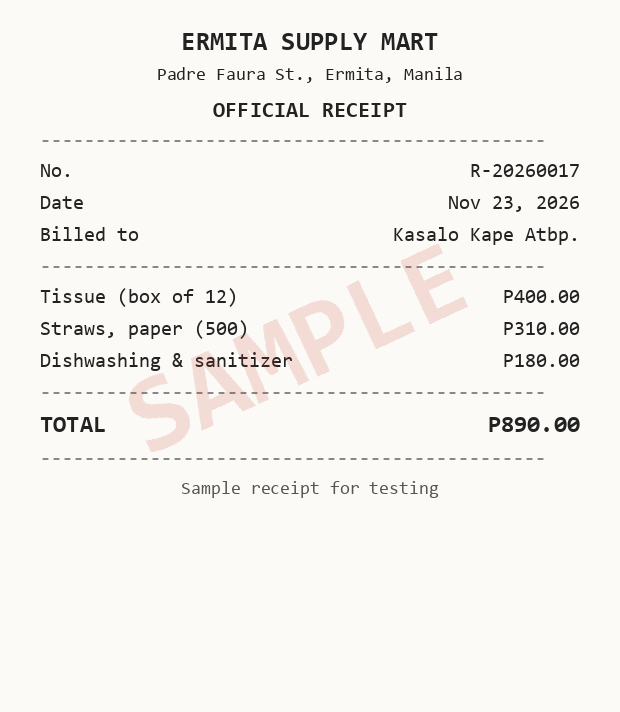 ERMITA SUPPLY MART
Padre Faura St., Ermita, Manila
OFFICIAL RECEIPT
----------------------------------------------
No. R-20260017
Date Nov 23, 2026
Billed to Kasalo Kape Atbp.
----------------------------------------------
Tissue (box of 12) P400.00
Straws, paper (500) P310.00
Dishwashing & sanitizer P180.00
----------------------------------------------
TOTAL P890.00
----------------------------------------------
Sample receipt for testing
SAMPLE